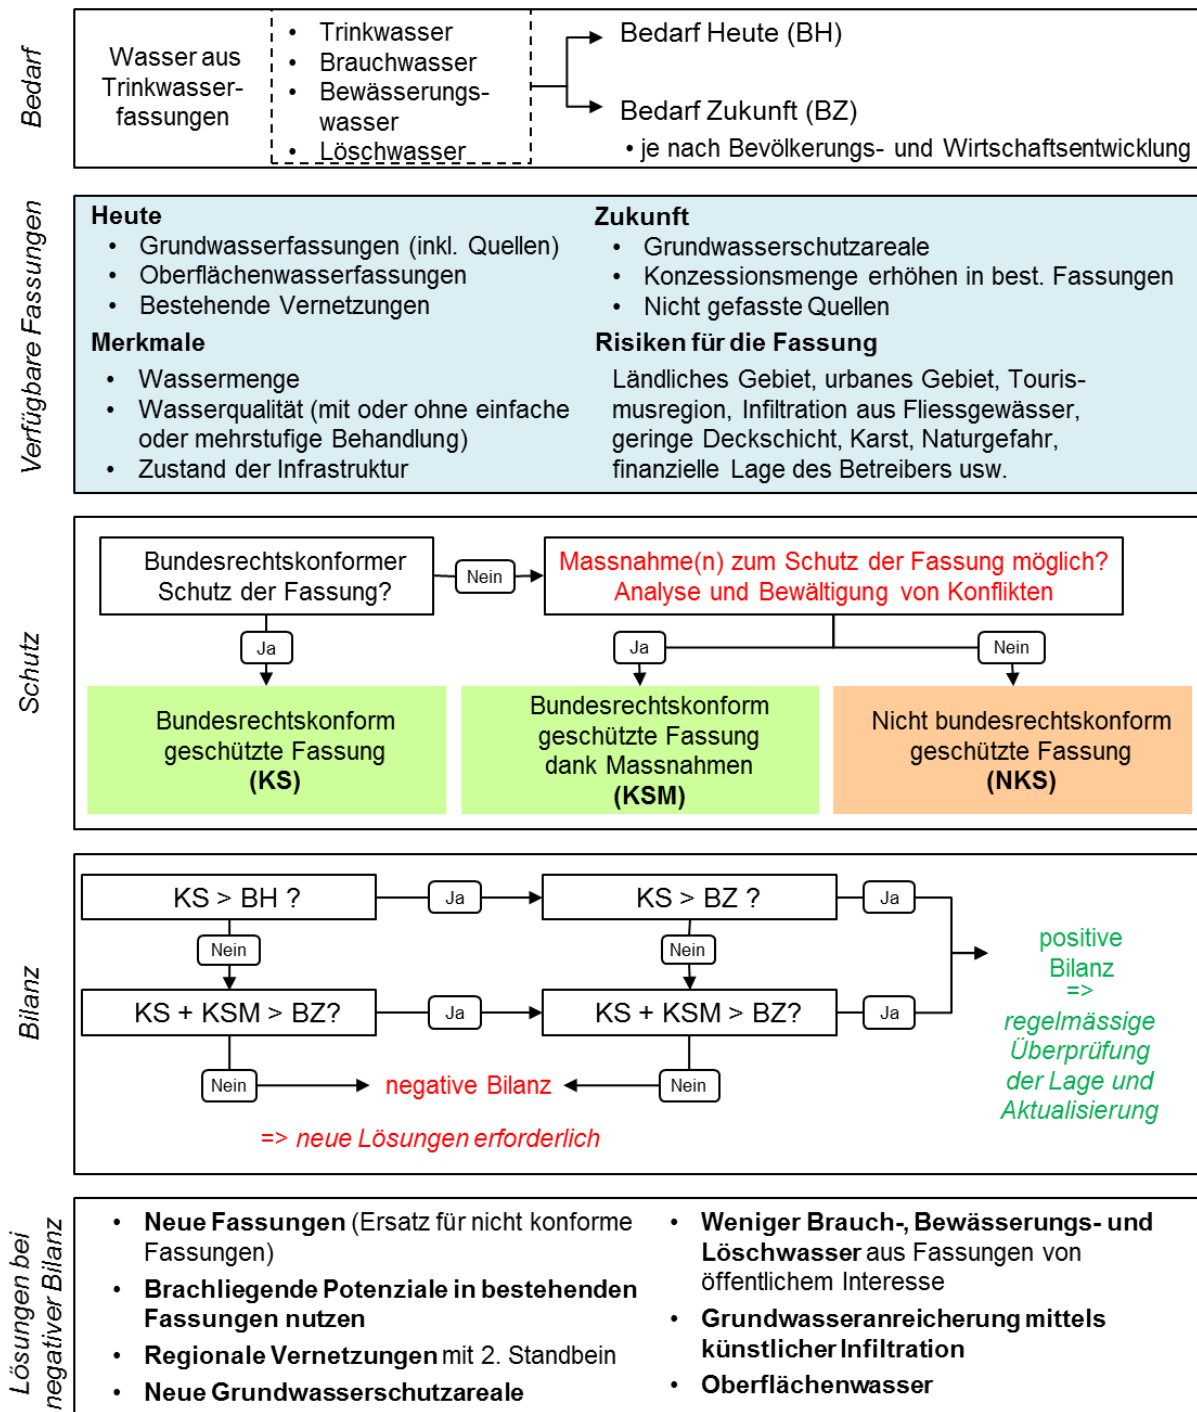 Bedarf
Wasser aus
Trinkwasser-
fassungen
• Trinkwasser
• Brauchwasser
• Bewässerungs-
wasser
• Löschwasser
Bedarf Heute (BH)
Bedarf Zukunft (BZ)
• je nach Bevölkerungs- und Wirtschaftsentwicklung
Verfügbare Fassungen
Heute
• Grundwasserfassungen (inkl. Quellen)
• Oberflächenwasserfassungen
• Bestehende Vernetzungen
Merkmale
• Wassermenge
• Wasserqualität (mit oder ohne einfache
oder mehrstufige Behandlung)
• Zustand der Infrastruktur
Zukunft
• Grundwasserschutzareale
• Konzessionsmenge erhöhen in best. Fassungen
• Nicht gefasste Quellen
Risiken für die Fassung
Ländliches Gebiet, urbanes Gebiet, Touris-
musregion, Infiltration aus Fliessgewässer,
geringe Deckschicht, Karst, Naturgefahr,
finanzielle Lage des Betreibers usw.
Schutz
Bundesrechtskonformer
Schutz der Fassung?
Nein
Massnahme(n) zum Schutz der Fassung möglich?
Analyse und Bewältigung von Konflikten
Ja
Ja
Nein
Bundesrechtskonform
geschützte Fassung
(KS)
Bundesrechtskonform
geschützte Fassung
dank Massnahmen
(KSM)
Nicht bundesrechtskonform
geschützte Fassung
(NKS)
Bilanz
KS > BH ?
Ja
KS > BZ ?
Ja
Nein
Nein
KS + KSM > BZ?
Ja
KS + KSM > BZ?
Ja
Nein
negative Bilanz
Nein
=> neue Lösungen erforderlich
positive
Bilanz
=>
regelmässige
Überprüfung
der Lage und
Aktualisierung
Lösungen bei
negativer Bilanz
• Neue Fassungen (Ersatz für nicht konforme
Fassungen)
• Brachliegende Potenziale in bestehenden
Fassungen nutzen
• Regionale Vernetzungen mit 2. Standbein
• Neue Grundwasserschutzareale
• Weniger Brauch-, Bewässerungs- und
Löschwasser aus Fassungen von
öffentlichem Interesse
• Grundwasseranreicherung mittels
künstlicher Infiltration
• Oberflächenwasser